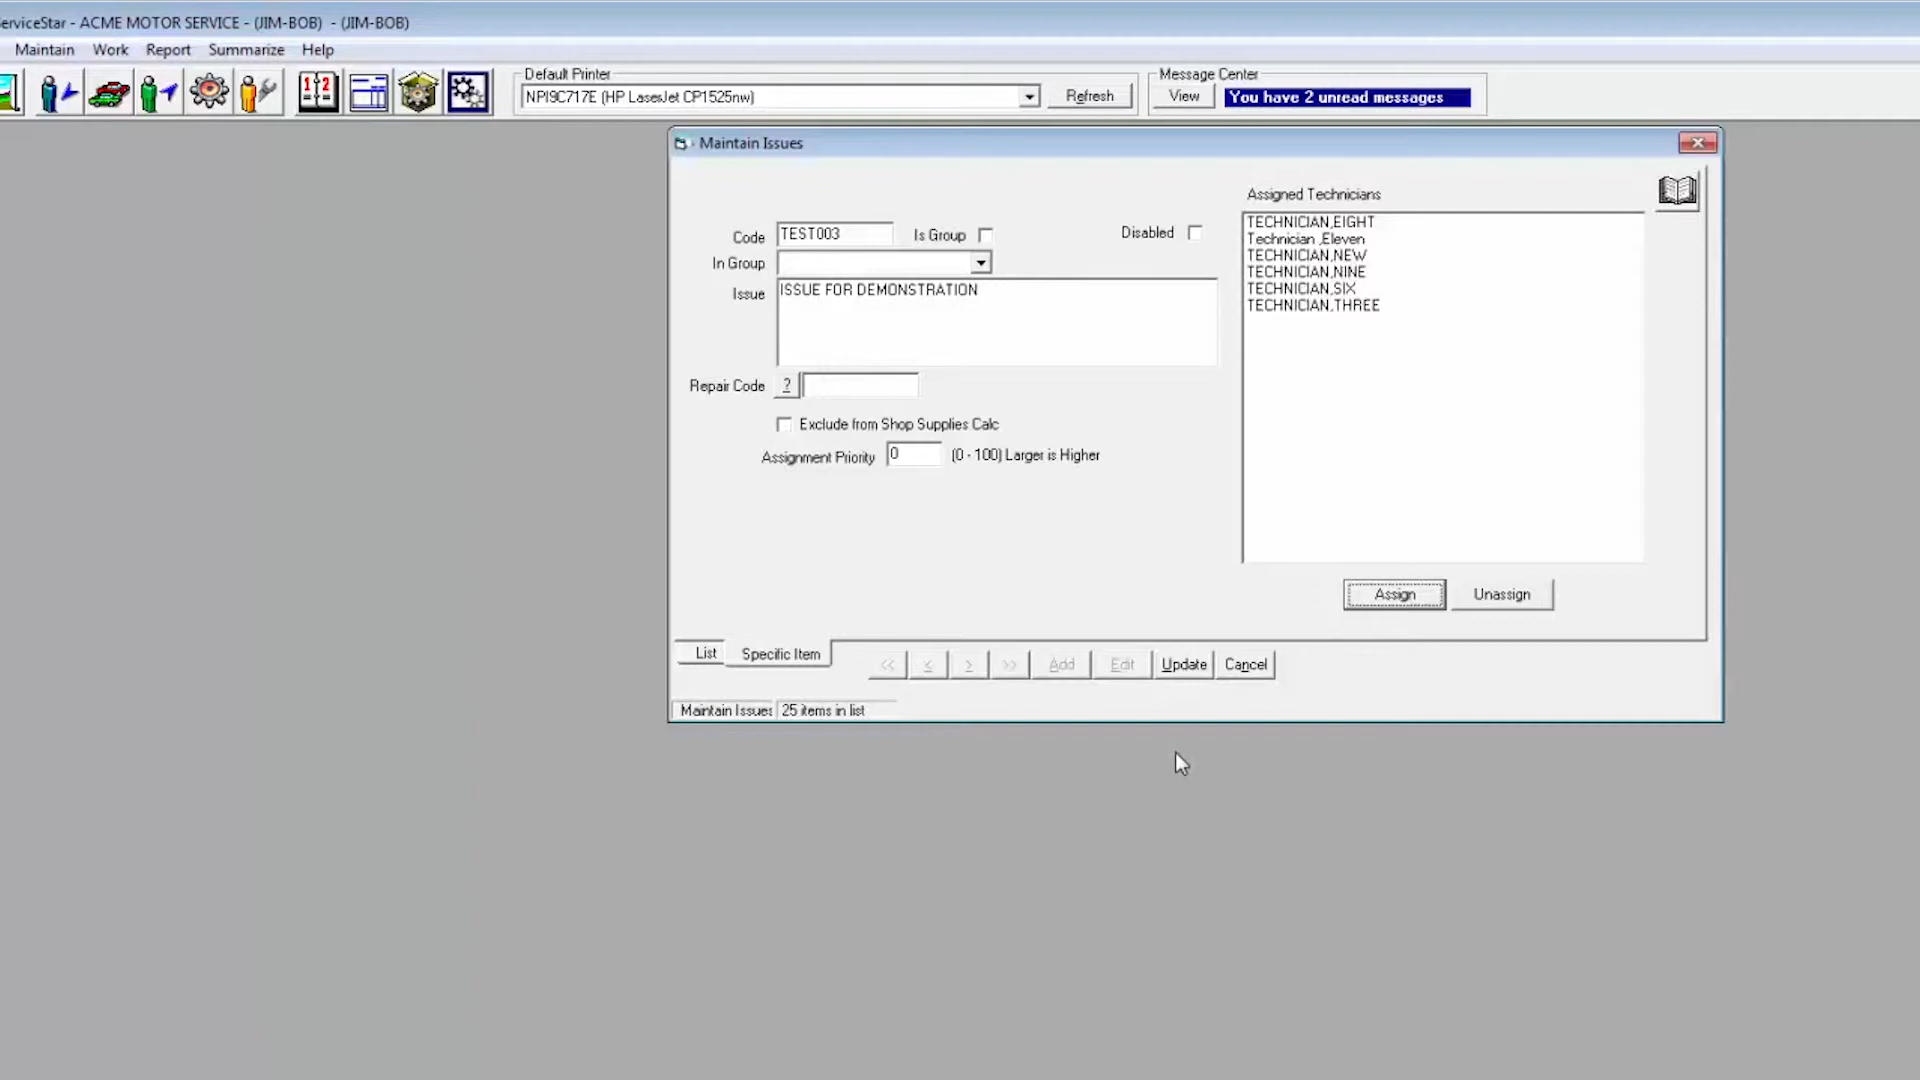 erviceStar - ACME MOTOR SERVICE - (JIM-BOB) - (JIM-BOB)
Maintain Work Report Summarize Help
Default Printer
NPI9C717E (HP LaserJet CP1525nw)
Refresh
Message Center
View
You have 2 unread messages
Maintain Issues
Code TEST003 Is Group Disabled
In Group
Issue ISSUE FOR DEMONSTRATION
Repair Code ?
Exclude from Shop Supplies Calc
Assignment Priority 0 (0 - 100) Larger is Higher
Assigned Technicians
TECHNICIAN,EIGHT
Technician ,Eleven
TECHNICIAN,NEW
TECHNICIAN,NINE
TECHNICIAN,SIX
TECHNICIAN,THREE
Assign Unassign
List Specific Item
<< < > >> Add Edit Update Cancel
Maintain Issues 25 items in list